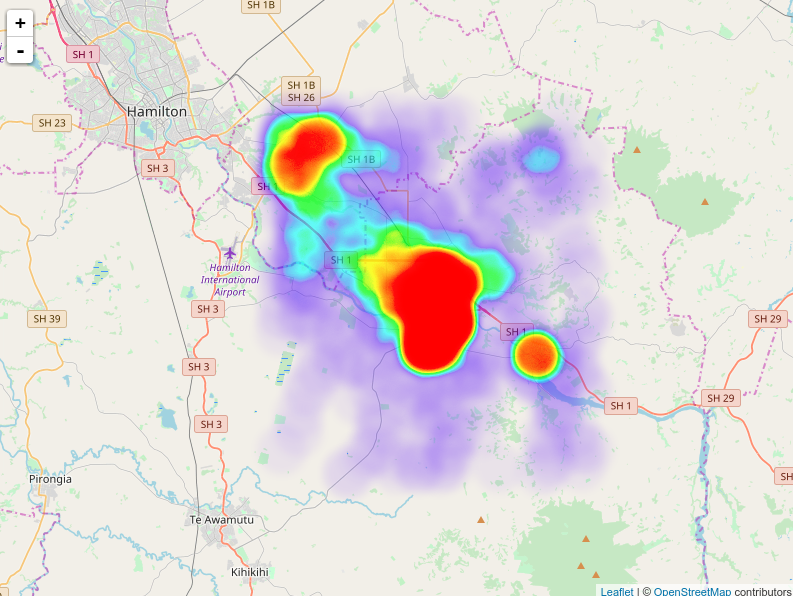 +
-
SH 1B
SH 1
SH 1B
SH 26
Hamilton
SH 23
SH 1B
SH 3
SH 1
SH 1
Hamilton
International
Airport
SH 3
SH 39
SH 29
SH 1
SH 3
SH 29
SH 1
SH 3
SH
Pirongia
Te Awamutu
Kihikihi
Leaflet | © OpenStreetMap contributors